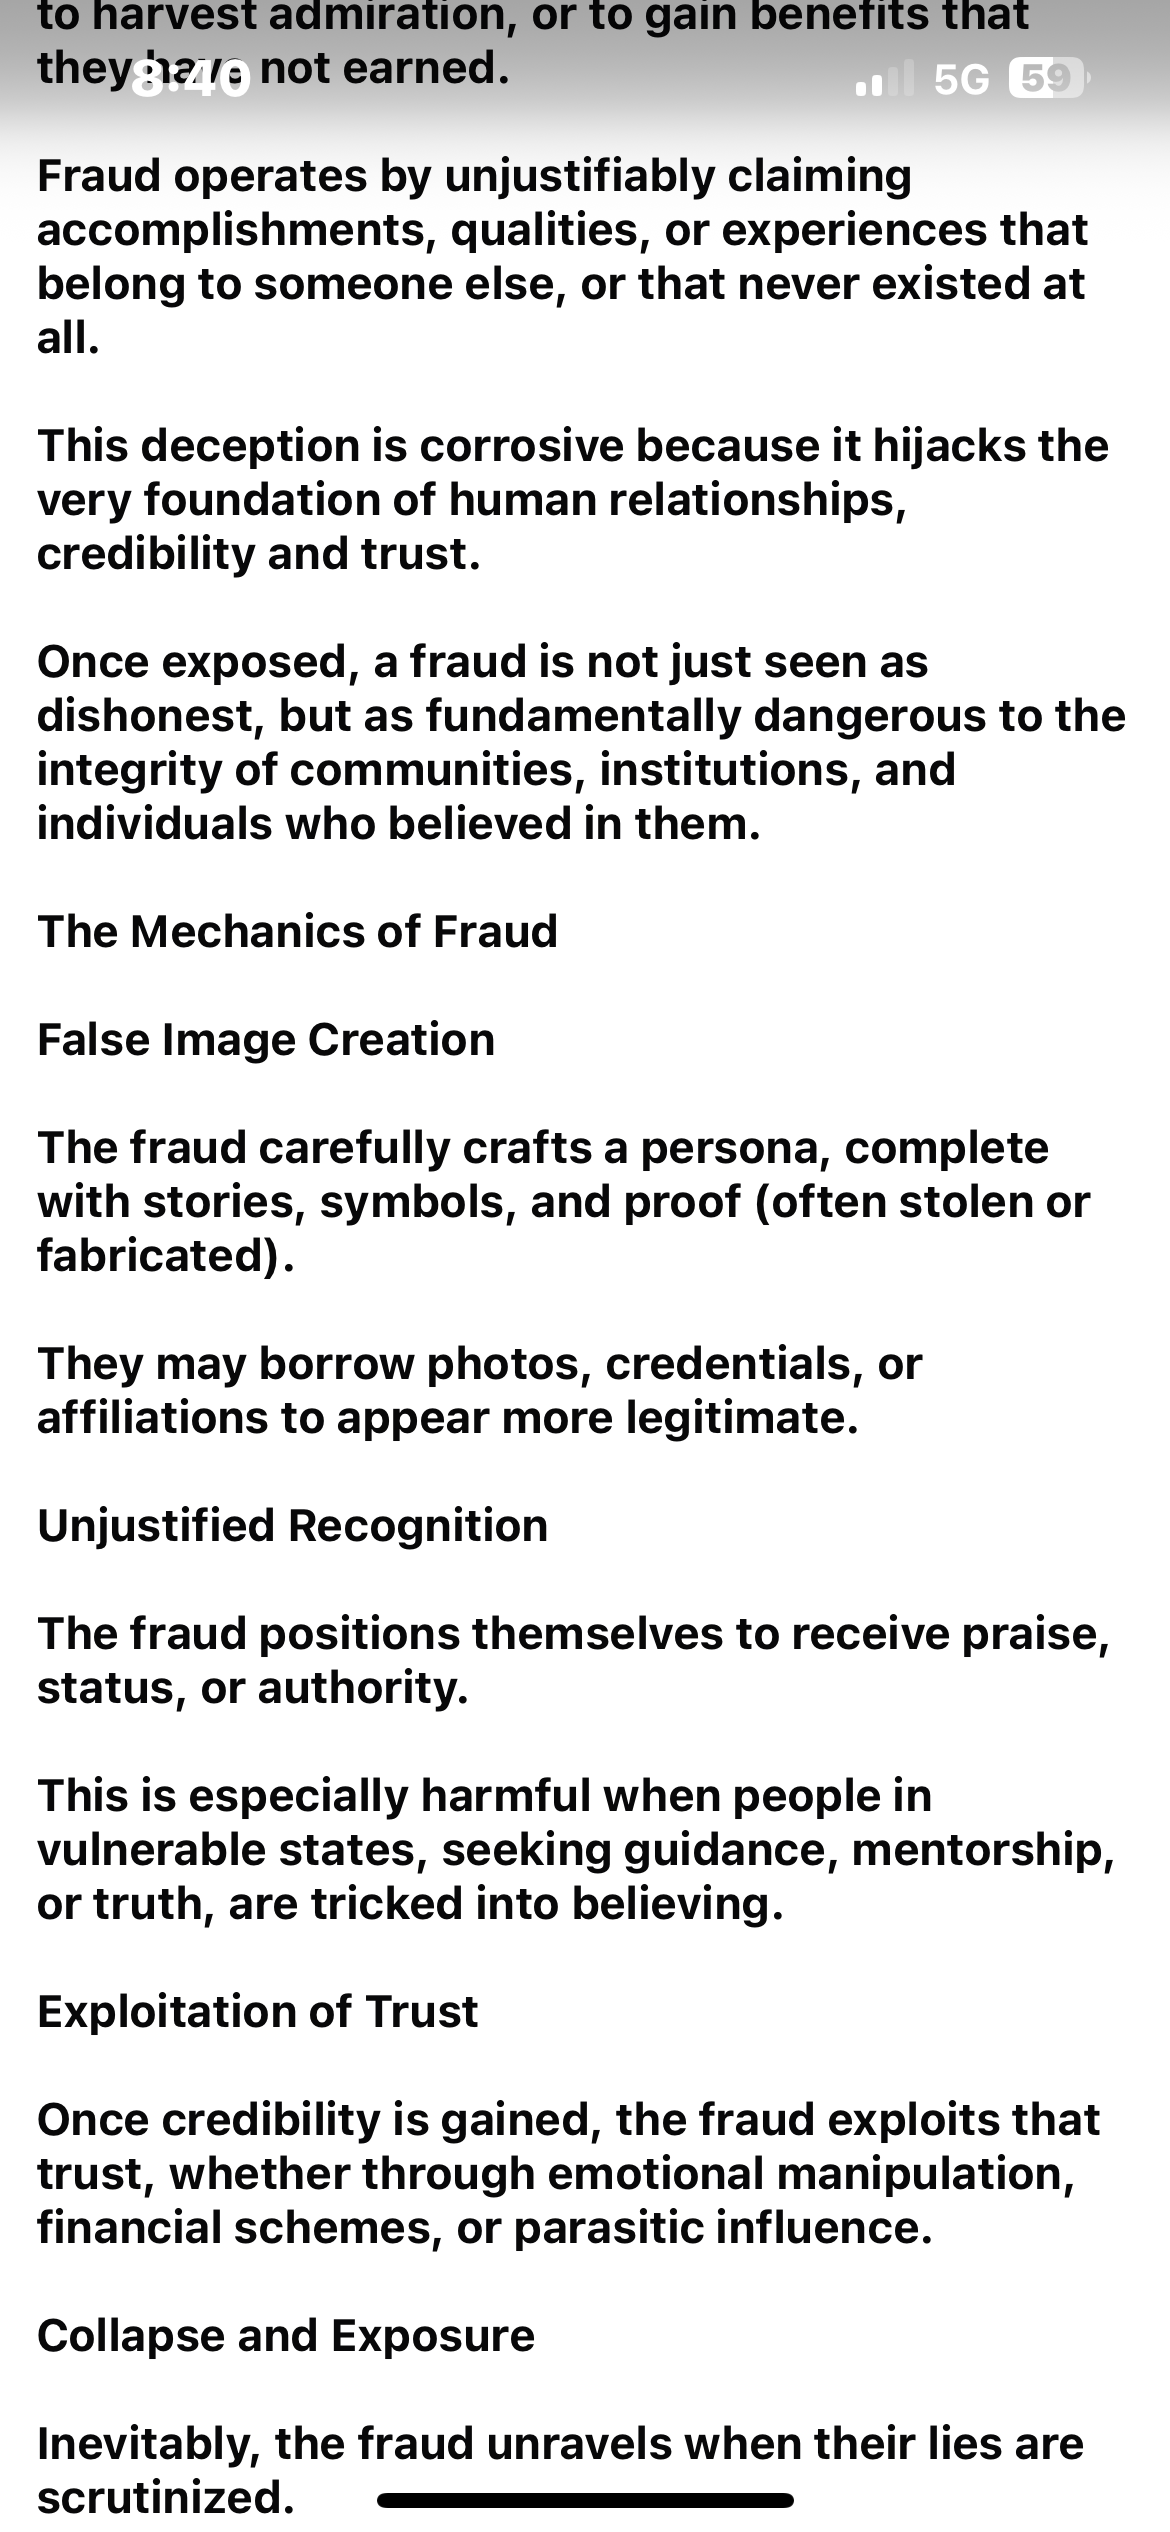 to harvest admiration, or to gain benefits that
they have not earned.
8:40
5G
59
Fraud operates by unjustifiably claiming
accomplishments, qualities, or experiences that
belong to someone else, or that never existed at
all.
This deception is corrosive because it hijacks the
very foundation of human relationships,
credibility and trust.
Once exposed, a fraud is not just seen as
dishonest, but as fundamentally dangerous to the
integrity of communities, institutions, and
individuals who believed in them.
The Mechanics of Fraud
False Image Creation
The fraud carefully crafts a persona, complete
with stories, symbols, and proof (often stolen or
fabricated).
They may borrow photos, credentials, or
affiliations to appear more legitimate.
Unjustified Recognition
The fraud positions themselves to receive praise,
status, or authority.
This is especially harmful when people in
vulnerable states, seeking guidance, mentorship,
or truth, are tricked into believing.
Exploitation of Trust
Once credibility is gained, the fraud exploits that
trust, whether through emotional manipulation,
financial schemes, or parasitic influence.
Collapse and Exposure
Inevitably, the fraud unravels when their lies are
scrutinized.